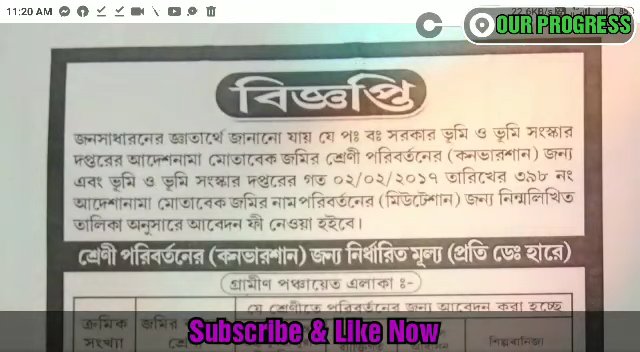 11:20 AM
OUR PROGRESS
বিজ্ঞপ্তি
জনসাধারনের জ্ঞাতার্থে জানানো যায় যে পঃ বঃ সরকার ভূমি ও ভূমি সংস্কার
দপ্তরের আদেশনামা মোতাবেক জমির শ্রেণী পরিবর্তনের (কনভারশান) জন্য
এবং ভূমি ও ভূমি সংস্কার দপ্তরের গত ০২/০২/২০১৭ তারিখের ৩৯৮ নং
আদেশনামা মোতাবেক জমির নাম পরিবর্তনের (মিউটেশান) জন্য নিম্নলিখিত
তালিকা অনুসারে আবেদন ফী নেওয়া হইবে।
শ্রেণী পরিবর্তনের (কনভারশান) জন্য নির্ধারিত মূল্য (প্রতি ডেঃ হারে)
গ্রামীণ পঞ্চায়েত এলাকা ঃ-
যে শ্রেণীতে পরিবর্তনের জন্য আবেদন করা হচ্ছে
ক্রমিক জমির
সংখ্যা শিল্পবানিজ্য
Subscribe & Like Now